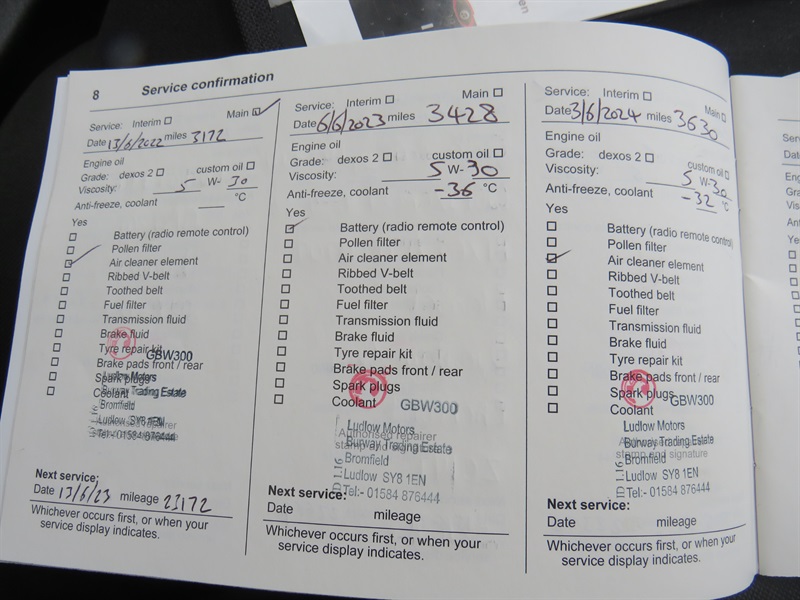 8 Service confirmation
Service: Interim Main
Date 13/6/2022 miles 3172
Engine oil
Grade: dexos 2 custom oil
Viscosity: 5 W- 30
Anti-freeze, coolant °C
Yes
Battery (radio remote control)
Pollen filter
Air cleaner element
Ribbed V-belt
Toothed belt
Fuel filter
Transmission fluid
Brake fluid
Tyre repair kit
GBW300
Brake pads front / rear
Spark plugs
Ludlow Motors
Coolant
Burway Trading Estate
Bromfield
Ludlow SY8 1EN
Tel:- 01584 876444
Next service:
Date 13/6/23 mileage 23172
Whichever occurs first, or when your
service display indicates.
Service: Interim Main
Date 6/6/2023 miles 3428
Engine oil
Grade: dexos 2 custom oil
Viscosity: 5 W-30
Anti-freeze, coolant -36 °C
Yes
Battery (radio remote control)
Pollen filter
Air cleaner element
Ribbed V-belt
Toothed belt
Fuel filter
Transmission fluid
Brake fluid
Tyre repair kit
Brake pads front / rear
Spark plugs
Coolant
GBW300
Ludlow Motors
Authorised repairer
Burway Trading Estate
stamp and signature
Bromfield
Ludlow SY8 1EN
Tel:- 01584 876444
Next service:
Date mileage
Whichever occurs first, or when your
service display indicates.
Service: Interim Main
Date 3/6/2024 miles 3630
Engine oil
Grade: dexos 2 custom oil
Viscosity: 5 W-30
Anti-freeze, coolant -32 °C
Yes
Battery (radio remote control)
Pollen filter
Air cleaner element
Ribbed V-belt
Toothed belt
Fuel filter
Transmission fluid
Brake fluid
Tyre repair kit
Brake pads front / rear
Spark plugs
GBW300
Coolant
Ludlow Motors
Burway Trading Estate
Bromfield
stamp and signature
Ludlow SY8 1EN
Tel:- 01584 876444
Next service:
Date mileage
Whichever occurs first, or when your
service display indicates.